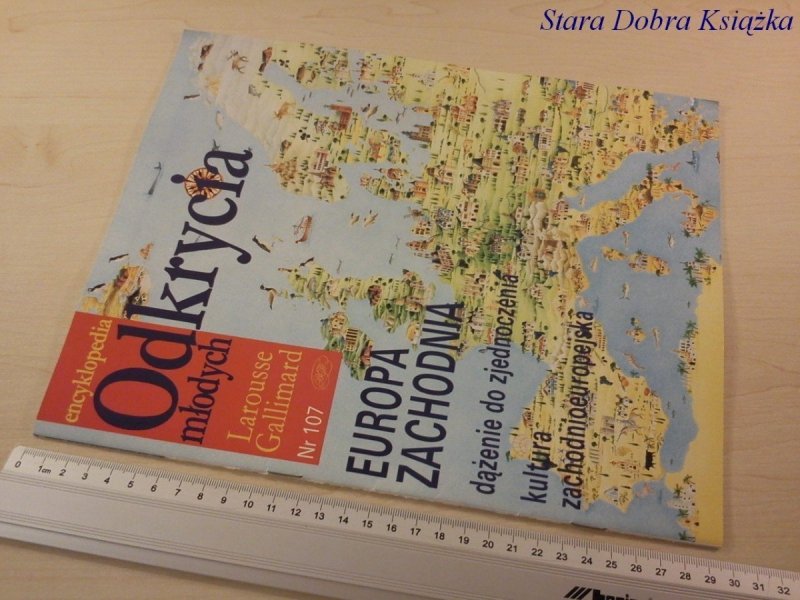 Stara Dobra Książka
encyklopedia
Odkrycia
młodych
Larousse
Gallimard
Nr 107
EUROPA
ZACHODNIA
dążenie do zjednoczenia
kultura
zachodnioeuropejska
0 1cm 2 3 4 5 6 7 8 9 10 11 12 13 14 15 16 17 18 19 20 21 22 23 24 25 26 27 28 29 30 31 32